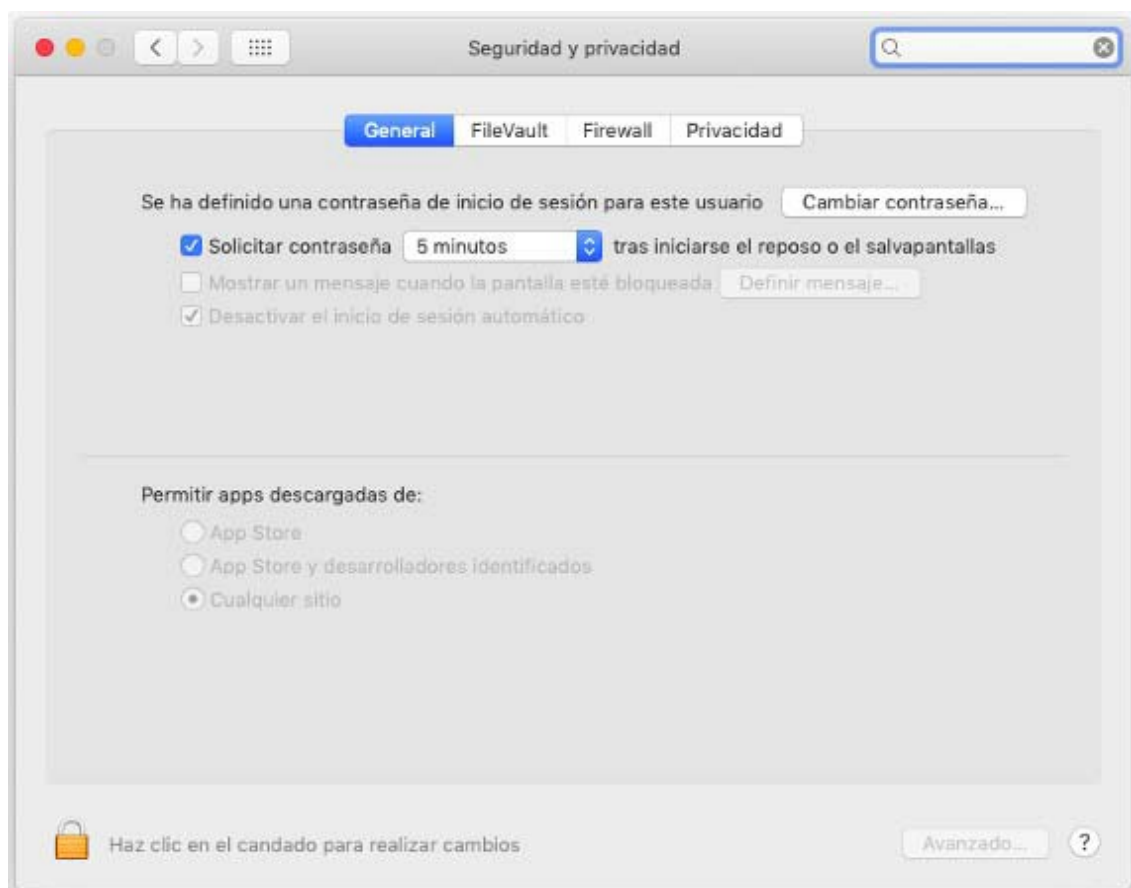 Seguridad y privacidad
General FileVault Firewall Privacidad
Se ha definido una contraseña de inicio de sesión para este usuario Cambiar contraseña...
Solicitar contraseña 5 minutos tras iniciarse el reposo o el salvapantallas
Mostrar un mensaje cuando la pantalla esté bloqueada Definir mensaje...
Desactivar el inicio de sesión automático
Permitir apps descargadas de:
App Store
App Store y desarrolladores identificados
Cualquier sitio
Haz clic en el candado para realizar cambios Avanzado... ?